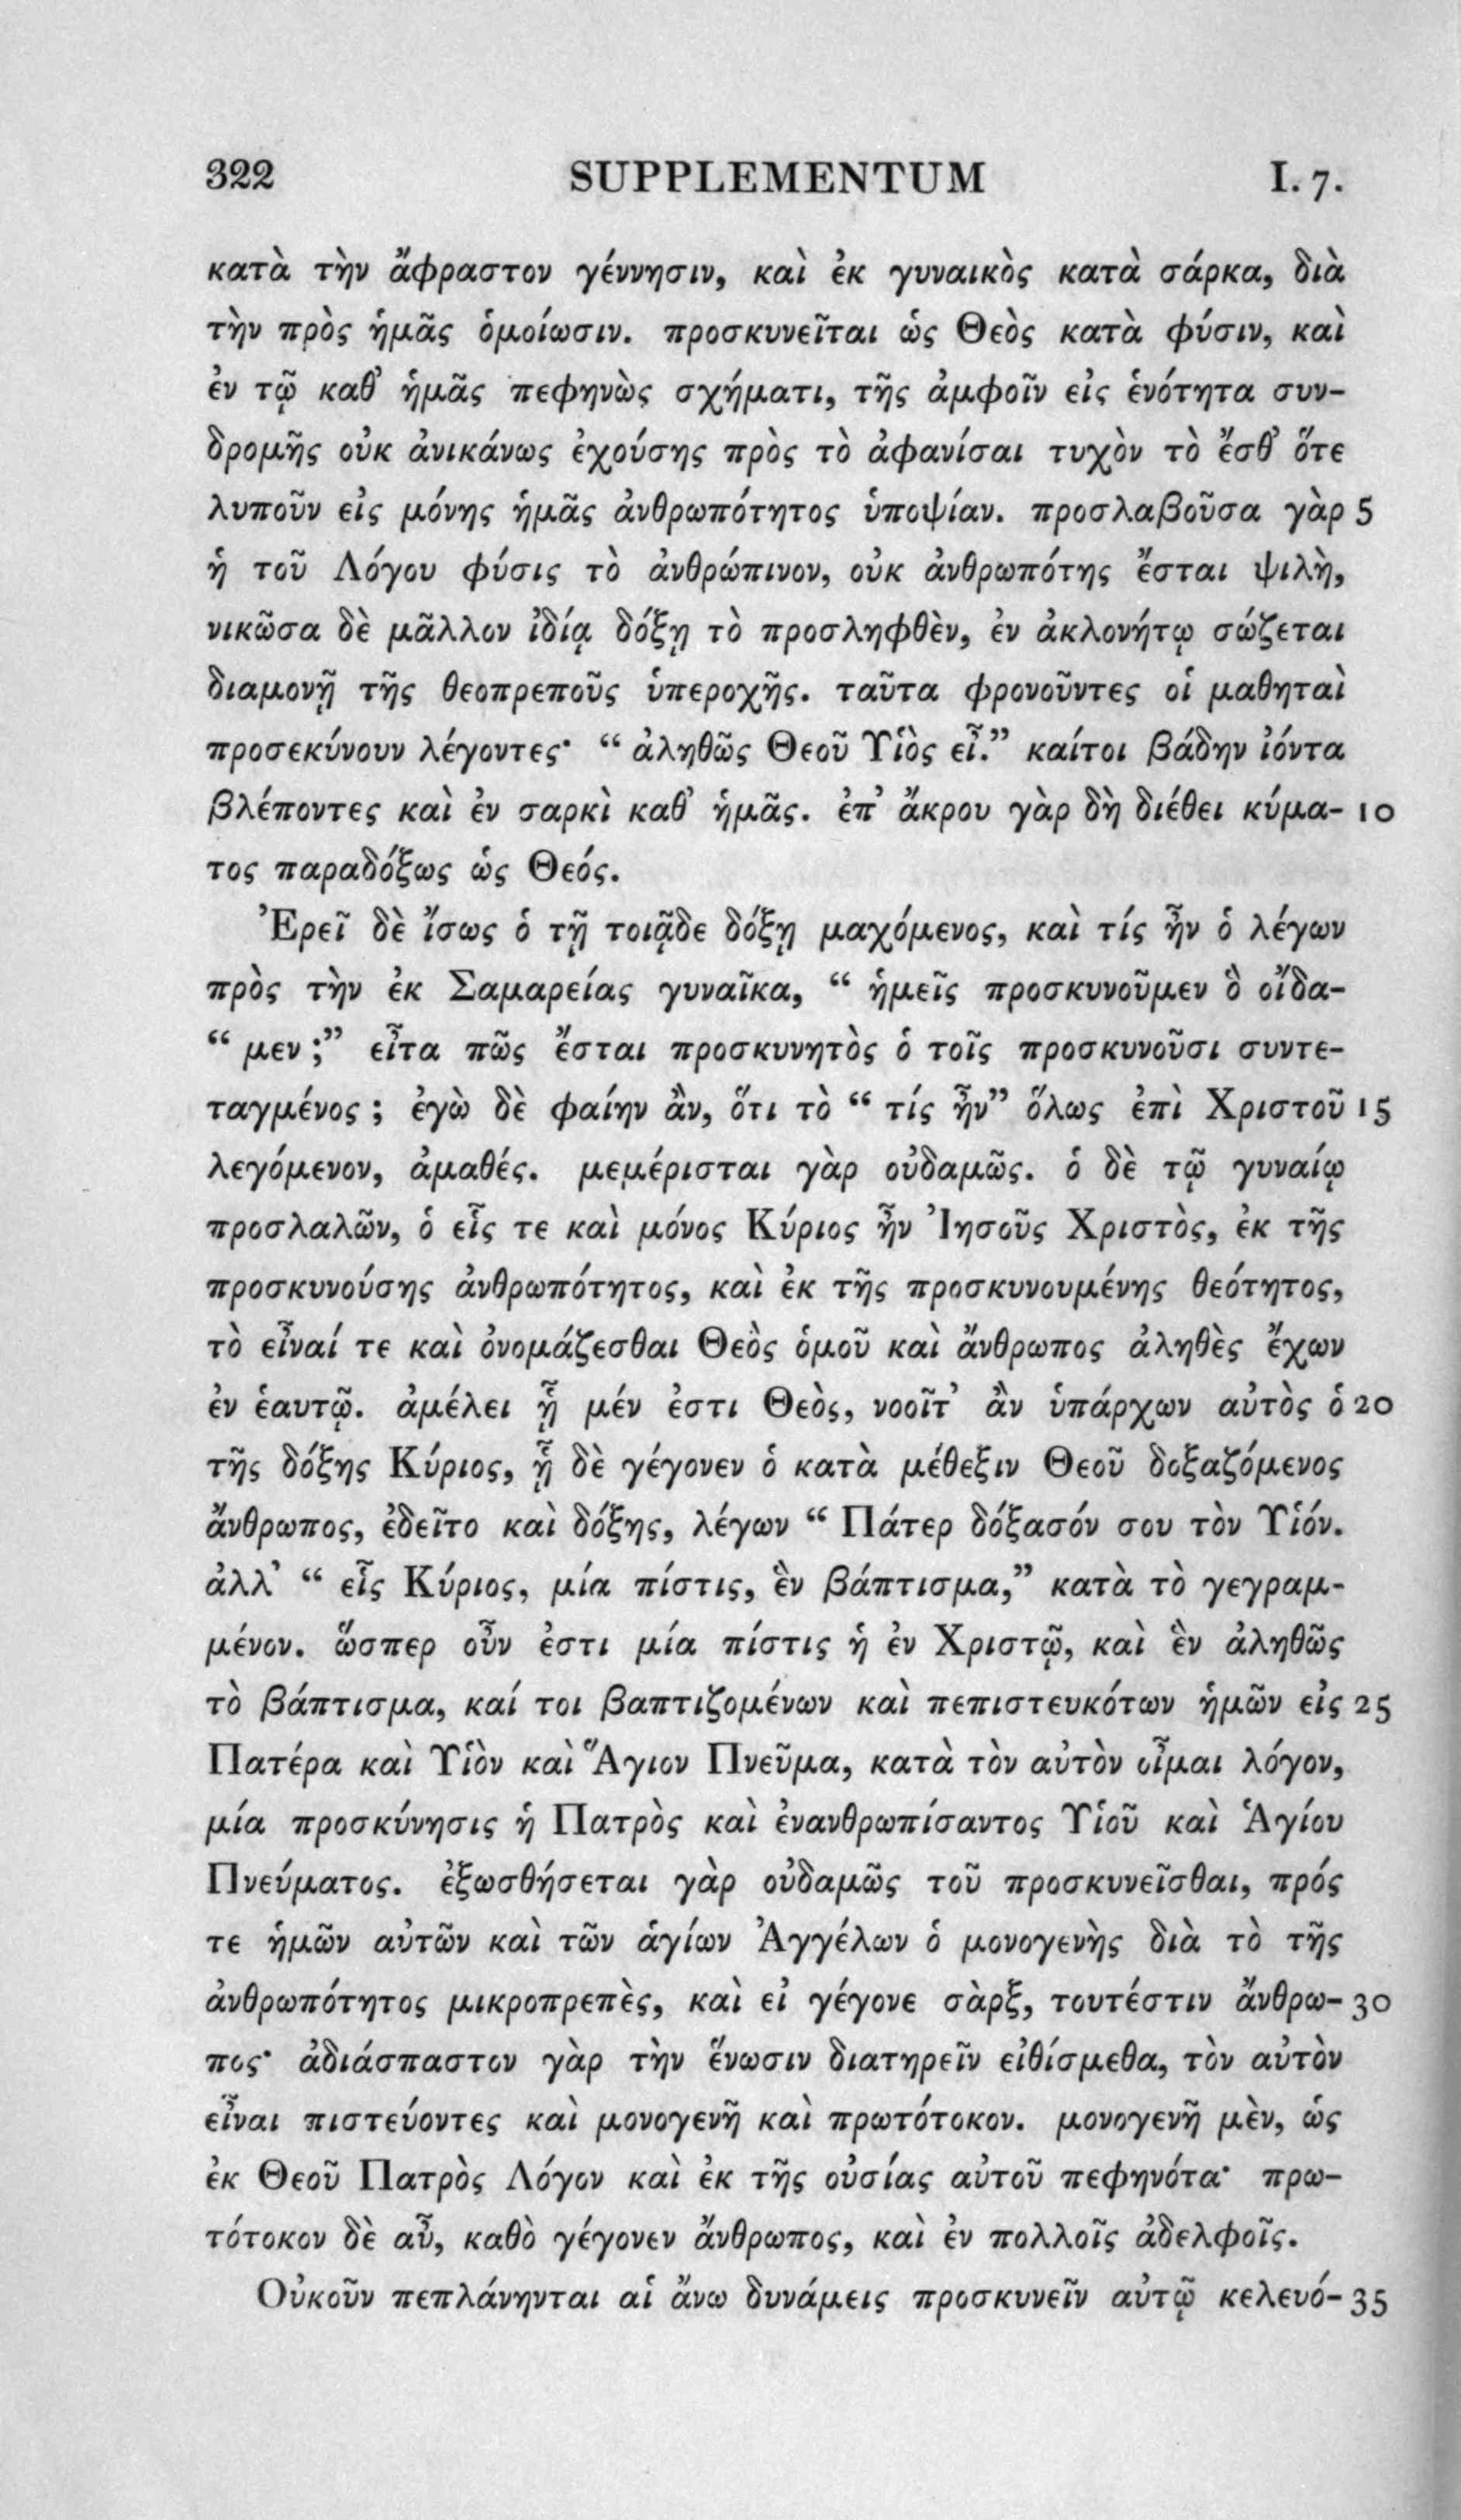 322 SUPPLEMENTUM I. 7.
κατὰ τὴν ἄφραστον γέννησιν, καὶ ἐκ γυναικὸς κατὰ σάρκα, διὰ
τὴν πρὸς ἡμᾶς ὁμοίωσιν. προσκυνεῖται ὡς Θεὸς κατὰ φύσιν, καὶ
ἐν τῷ καθ᾽ ἡμᾶς πεφηνὼς σχήματι, τῆς ἀμφοῖν εἰς ἑνότητα συν-
δρομῆς οὐκ ἀνικάνως ἐχούσης πρὸς τὸ ἀφανίσαι τυχὸν τὸ ἔσθ᾽ ὅτε
λυποῦν εἰς μόνης ἡμᾶς ἀνθρωπότητος ὑποψίαν. προσλαβοῦσα γὰρ 5
ἡ τοῦ Λόγου φύσις τὸ ἀνθρώπινον, οὐκ ἀνθρωπότης ἔσται ψιλὴ,
νικῶσα δὲ μᾶλλον ἰδίᾳ δόξῃ τὸ προσληφθὲν, ἐν ἀκλονήτῳ σώζεται
διαμονῇ τῆς θεοπρεποῦς ὑπεροχῆς. ταῦτα φρονοῦντες οἱ μαθηταὶ
προσεκύνουν λέγοντες· “ ἀληθῶς Θεοῦ Υἱὸς εἶ.” καίτοι βάδην ἰόντα
βλέποντες καὶ ἐν σαρκὶ καθ᾽ ἡμᾶς. ἐπ᾽ ἄκρου γὰρ δὴ διέθει κύμα- 10
τος παραδόξως ὡς Θεός.
Ἐρεῖ δὲ ἴσως ὁ τῇ τοιᾷδε δόξῃ μαχόμενος, καὶ τίς ἦν ὁ λέγων
πρὸς τὴν ἐκ Σαμαρείας γυναῖκα, “ ἡμεῖς προσκυνοῦμεν ὃ οἴδα-
“ μεν ;” εἶτα πῶς ἔσται προσκυνητὸς ὁ τοῖς προσκυνοῦσι συντε-
ταγμένος ; ἐγὼ δὲ φαίην ἂν, ὅτι τὸ “ τίς ἦν” ὅλως ἐπὶ Χριστοῦ 15
λεγόμενον, ἀμαθές. μεμέρισται γὰρ οὐδαμῶς. ὁ δὲ τῷ γυναίῳ
προσλαλῶν, ὁ εἷς τε καὶ μόνος Κύριος ἦν Ἰησοῦς Χριστὸς, ἐκ τῆς
προσκυνούσης ἀνθρωπότητος, καὶ ἐκ τῆς προσκυνουμένης θεότητος,
τὸ εἶναί τε καὶ ὀνομάζεσθαι Θεὸς ὁμοῦ καὶ ἄνθρωπος ἀληθὲς ἔχων
ἐν ἑαυτῷ. ἀμέλει ᾗ μέν ἐστι Θεὸς, νοοῖτ᾽ ἂν ὑπάρχων αὐτὸς ὁ 20
τῆς δόξης Κύριος, ᾗ δὲ γέγονεν ὁ κατὰ μέθεξιν Θεοῦ δοξαζόμενος
ἄνθρωπος, ἐδεῖτο καὶ δόξης, λέγων “ Πάτερ δόξασόν σου τὸν Υἱόν.
ἀλλ᾽ “ εἷς Κύριος, μία πίστις, ἓν βάπτισμα,” κατὰ τὸ γεγραμ-
μένον. ὥσπερ οὖν ἐστι μία πίστις ἡ ἐν Χριστῷ, καὶ ἓν ἀληθῶς
τὸ βάπτισμα, καί τοι βαπτιζομένων καὶ πεπιστευκότων ἡμῶν εἰς 25
Πατέρα καὶ Υἱὸν καὶ Ἅγιον Πνεῦμα, κατὰ τὸν αὐτὸν οἶμαι λόγον,
μία προσκύνησις ἡ Πατρὸς καὶ ἐνανθρωπίσαντος Υἱοῦ καὶ Ἁγίου
Πνεύματος. ἐξωσθήσεται γὰρ οὐδαμῶς τοῦ προσκυνεῖσθαι, πρός
τε ἡμῶν αὐτῶν καὶ τῶν ἁγίων Ἀγγέλων ὁ μονογενὴς διὰ τὸ τῆς
ἀνθρωπότητος μικροπρεπὲς, καὶ εἰ γέγονε σὰρξ, τουτέστιν ἄνθρω- 30
πος· ἀδιάσπαστον γὰρ τὴν ἕνωσιν διατηρεῖν εἰθίσμεθα, τὸν αὐτὸν
εἶναι πιστεύοντες καὶ μονογενῆ καὶ πρωτότοκον. μονογενῆ μὲν, ὡς
ἐκ Θεοῦ Πατρὸς Λόγον καὶ ἐκ τῆς οὐσίας αὐτοῦ πεφηνότα· πρω-
τότοκον δὲ αὖ, καθὸ γέγονεν ἄνθρωπος, καὶ ἐν πολλοῖς ἀδελφοῖς.
Οὐκοῦν πεπλάνηνται αἱ ἄνω δυνάμεις προσκυνεῖν αὐτῷ κελευό- 35